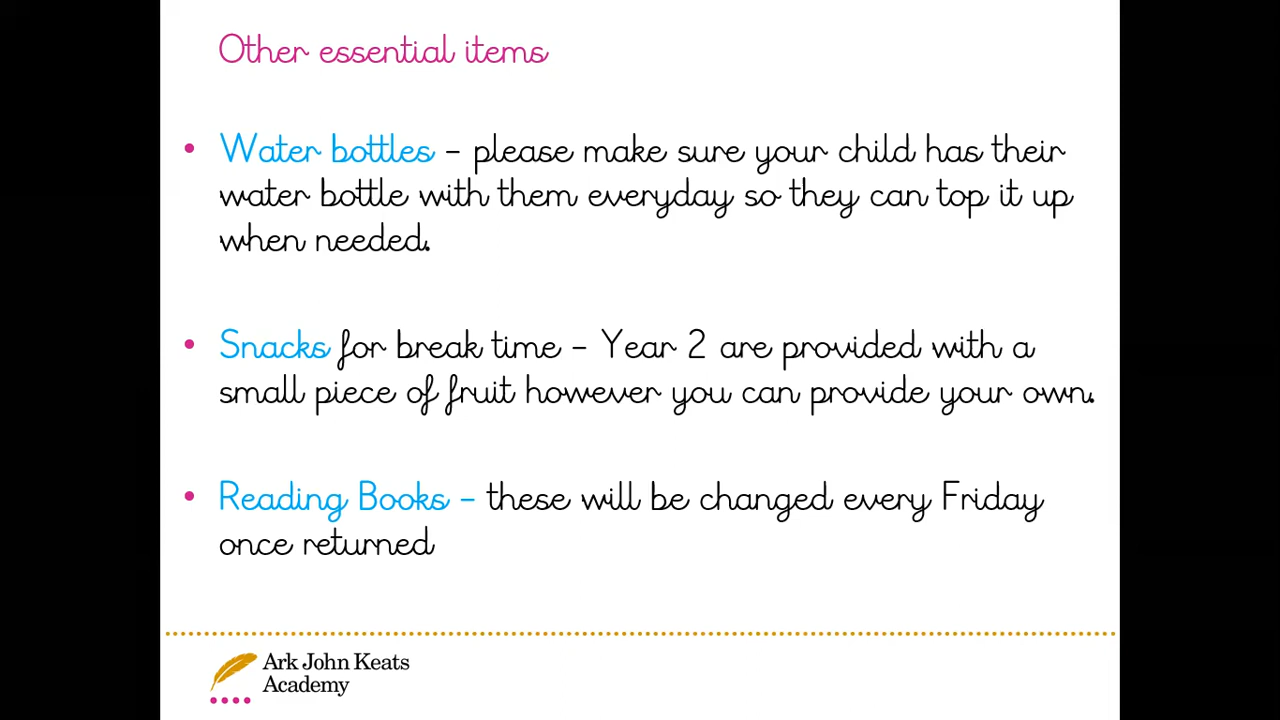 Other essential items
• Water bottles – please make sure your child has their
water bottle with them everyday so they can top it up
when needed.
• Snacks for break time – Year 2 are provided with a
small piece of fruit however you can provide your own.
• Reading Books – these will be changed every Friday
once returned
Ark John Keats
Academy